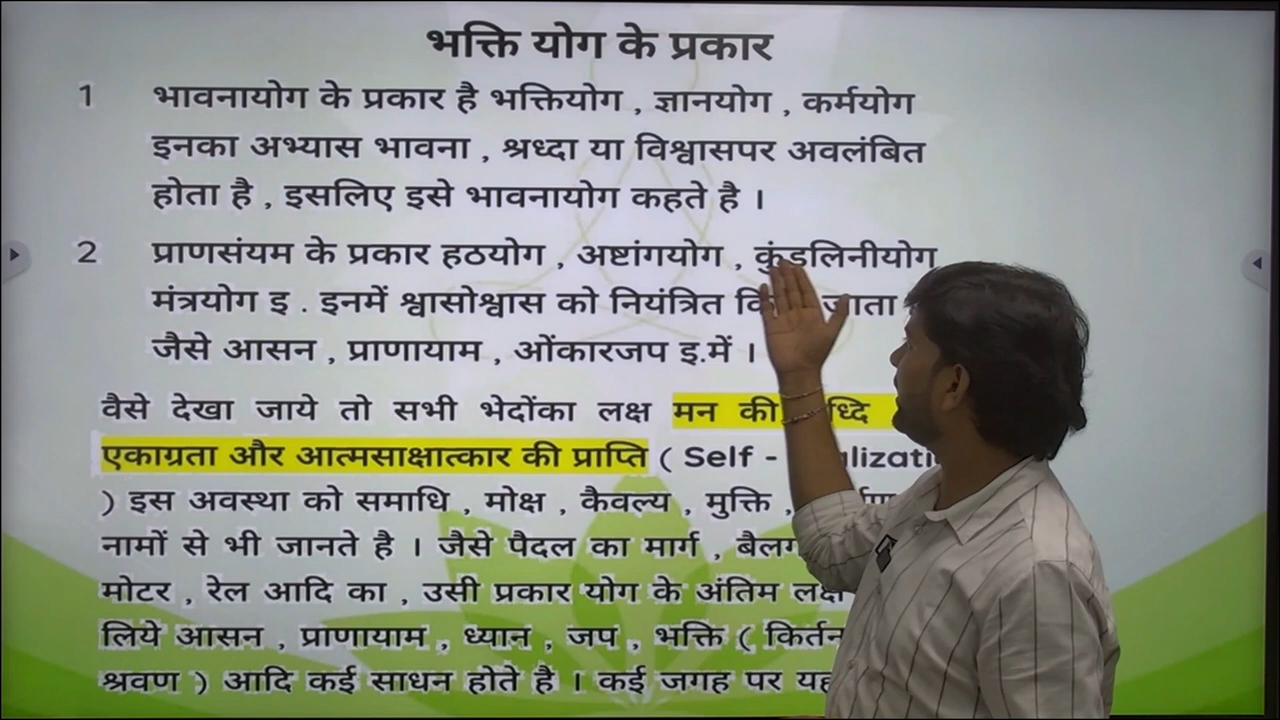 भक्ति योग के प्रकार
1 भावनायोग के प्रकार है भक्तियोग , ज्ञानयोग , कर्मयोग
इनका अभ्यास भावना , श्रध्दा या विश्वासपर अवलंबित
होता है , इसलिए इसे भावनायोग कहते है ।
2 प्राणसंयम के प्रकार हठयोग , अष्टांगयोग , कुंडलिनीयोग
मंत्रयोग इ . इनमें श्वासोश्वास को नियंत्रित जाता
जैसे आसन , प्राणायाम , ओंकारजप इ.में ।
वैसे देखा जाये तो सभी भेदोंका लक्ष मन की
एकाग्रता और आत्मसाक्षात्कार की प्राप्ति ( Self -
) इस अवस्था को समाधि , मोक्ष , कैवल्य , मुक्ति ,
नामों से भी जानते है । जैसे पैदल का मार्ग ,
मोटर , रेल आदि का , उसी प्रकार योग के अंतिम
लिये आसन , प्राणायाम , ध्यान , जप , भक्ति (
श्रवण ) आदि कई साधन होते है । कई जगह पर